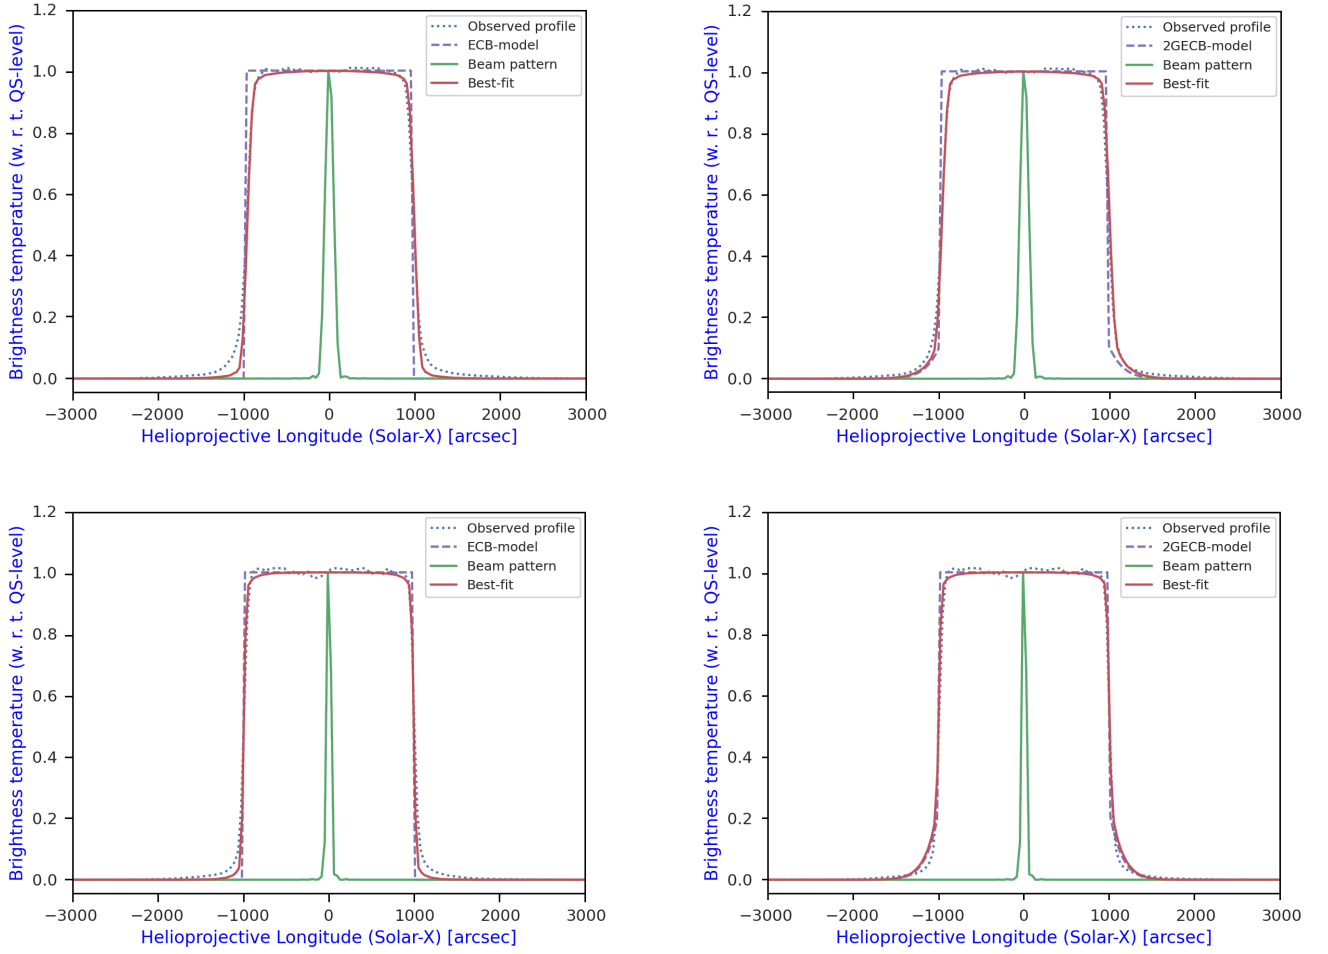 1.2
1.0
0.8
0.6
0.4
0.2
0.0
Brightness temperature (w. r. t. QS-level)
Observed profile
ECB-model
Beam pattern
Best-fit
−3000 −2000 −1000 0 1000 2000 3000
Helioprojective Longitude (Solar-X) [arcsec]
1.2
1.0
0.8
0.6
0.4
0.2
0.0
Brightness temperature (w. r. t. QS-level)
Observed profile
2GECB-model
Beam pattern
Best-fit
−3000 −2000 −1000 0 1000 2000 3000
Helioprojective Longitude (Solar-X) [arcsec]
1.2
1.0
0.8
0.6
0.4
0.2
0.0
Brightness temperature (w. r. t. QS-level)
Observed profile
ECB-model
Beam pattern
Best-fit
−3000 −2000 −1000 0 1000 2000 3000
Helioprojective Longitude (Solar-X) [arcsec]
1.2
1.0
0.8
0.6
0.4
0.2
0.0
Brightness temperature (w. r. t. QS-level)
Observed profile
2GECB-model
Beam pattern
Best-fit
−3000 −2000 −1000 0 1000 2000 3000
Helioprojective Longitude (Solar-X) [arcsec]